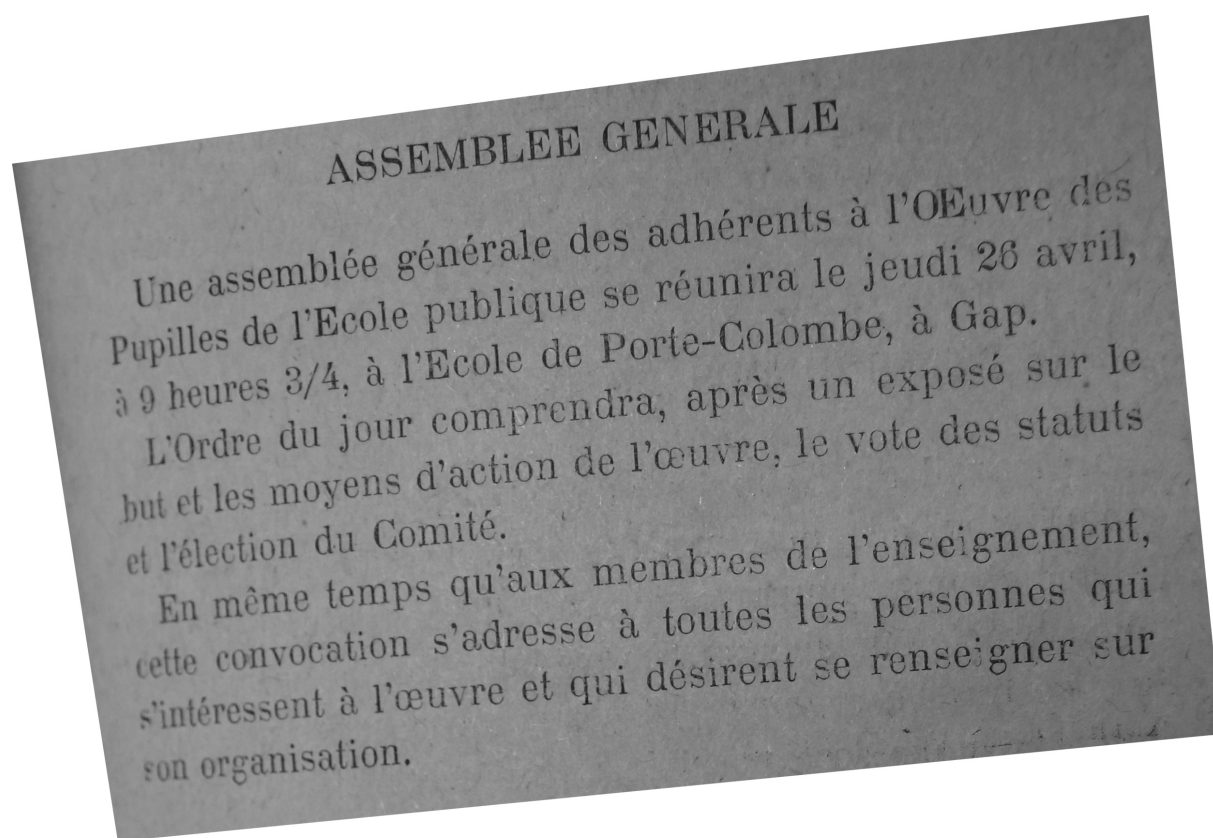 ASSEMBLEE GENERALE
Une assemblée générale des adhérents à l'OEuvre des
Pupilles de l'Ecole publique se réunira le jeudi 26 avril,
à 9 heures 3/4, à l'Ecole de Porte-Colombe, à Gap.
L'Ordre du jour comprendra, après un exposé sur le
but et les moyens d'action de l'œuvre, le vote des statuts
et l'élection du Comité.
En même temps qu'aux membres de l'enseignement,
cette convocation s'adresse à toutes les personnes qui
s'intéressent à l'œuvre et qui désirent se renseigner sur
son organisation.